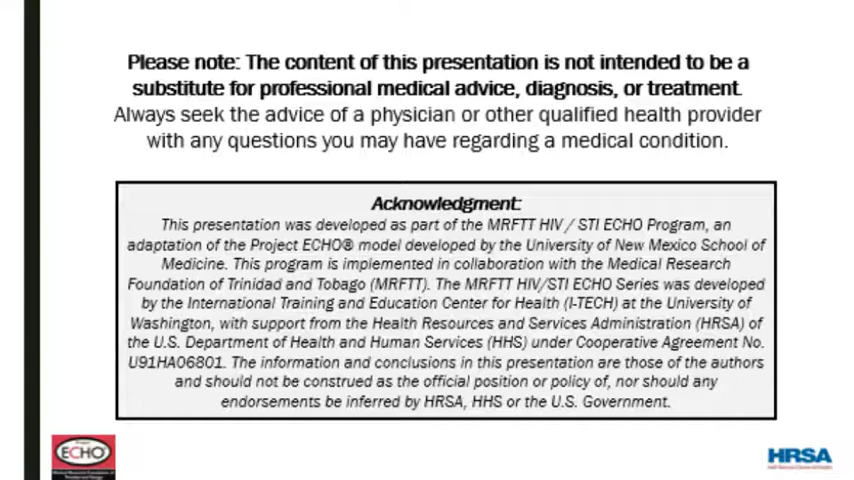 Please note: The content of this presentation is not intended to be a
substitute for professional medical advice, diagnosis, or treatment.
Always seek the advice of a physician or other qualified health provider
with any questions you may have regarding a medical condition.
Acknowledgment:
This presentation was developed as part of the MRFTT HIV / STI ECHO Program, an
adaptation of the Project ECHO® model developed by the University of New Mexico School of
Medicine. This program is implemented in collaboration with the Medical Research
Foundation of Trinidad and Tobago (MRFTT). The MRFTT HIV/STI ECHO Series was developed
by the International Training and Education Center for Health (I-TECH) at the University of
Washington, with support from the Health Resources and Services Administration (HRSA) of
the U.S. Department of Health and Human Services (HHS) under Cooperative Agreement No.
U91HA06801. The information and conclusions in this presentation are those of the authors
and should not be construed as the official position or policy of, nor should any
endorsements be inferred by HRSA, HHS or the U.S. Government.
ECHO
HRSA